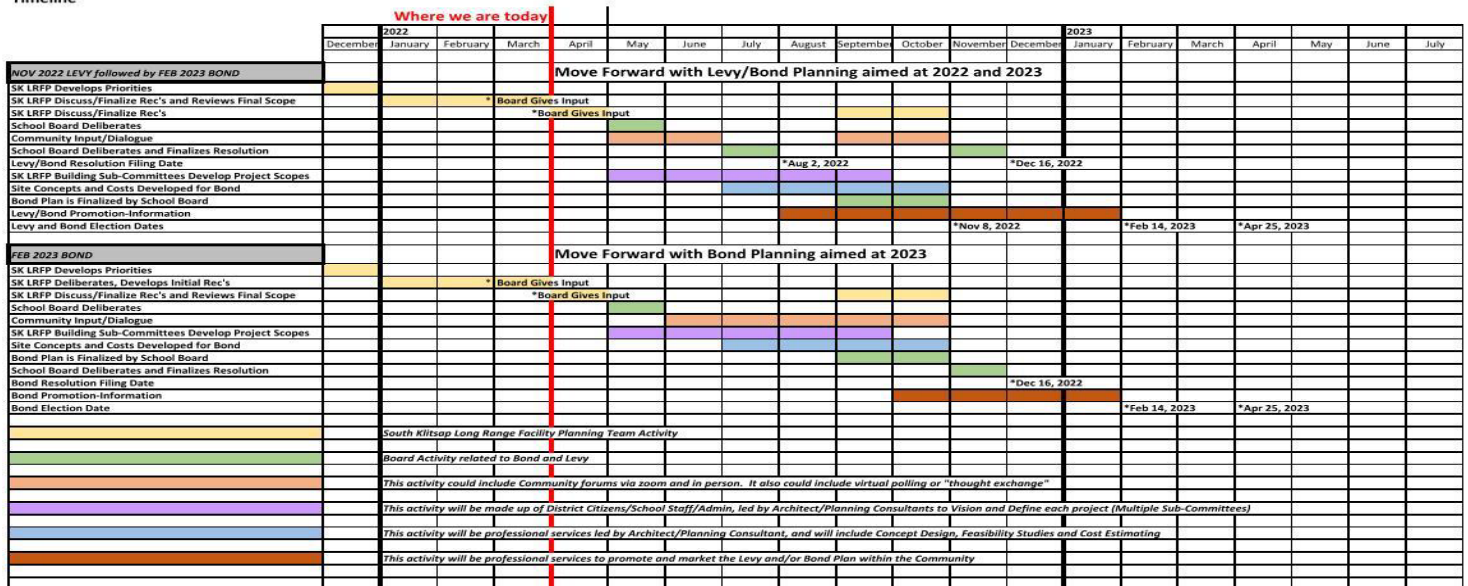 Timeline
Where we are today
2022 2023
December January February March April May June July August September October November December January February March April May June July
NOV 2022 LEVY followed by FEB 2023 BOND Move Forward with Levy/Bond Planning aimed at 2022 and 2023
SK LRFP Develops Priorities
SK LRFP Discuss/Finalize Rec's and Reviews Final Scope * Board Gives Input
SK LRFP Discuss/Finalize Rec's *Board Gives Input
School Board Deliberates
Community Input/Dialogue
School Board Deliberates and Finalizes Resolution
Levy/Bond Resolution Filing Date *Aug 2, 2022 *Dec 16, 2022
SK LRFP Building Sub-Committees Develop Project Scopes
Site Concepts and Costs Developed for Bond
Bond Plan is Finalized by School Board
Levy/Bond Promotion-Information
Levy and Bond Election Dates *Nov 8, 2022 *Feb 14, 2023 *Apr 25, 2023
FEB 2023 BOND Move Forward with Bond Planning aimed at 2023
SK LRFP Develops Priorities
SK LRFP Deliberates, Develops Initial Rec's * Board Gives Input
SK LRFP Discuss/Finalize Rec's and Reviews Final Scope *Board Gives Input
School Board Deliberates
Community Input/Dialogue
SK LRFP Building Sub-Committees Develop Project Scopes
Site Concepts and Costs Developed for Bond
Bond Plan is Finalized by School Board
School Board Deliberates and Finalizes Resolution
Bond Resolution Filing Date *Dec 16, 2022
Bond Promotion-Information
Bond Election Date *Feb 14, 2023 *Apr 25, 2023
South Klitsap Long Range Facility Planning Team Activity
Board Activity related to Bond and Levy
This activity could include Community forums via zoom and in person. It also could include virtual polling or "thought exchange"
This activity will be made up of District Citizens/School Staff/Admin, led by Architect/Planning Consultants to Vision and Define each project (Multiple Sub-Committees)
This activity will be professional services led by Architect/Planning Consultant, and will include Concept Design, Feasibility Studies and Cost Estimating
This activity will be professional services to promote and market the Levy and/or Bond Plan within the Community